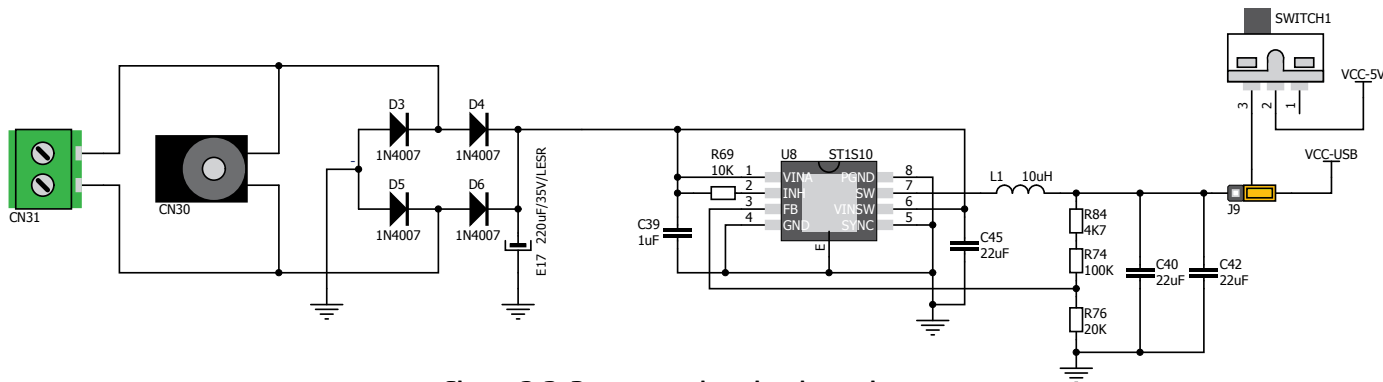 SWITCH1
VCC-5V
3
2
1
VCC-USB
J9
CN31
CN30
D3
1N4007
D4
1N4007
D5
1N4007
D6
1N4007
-
E17 220uF/35V/LESR
R69
10K
C39
1uF
U8 ST1S10
1 VINA PGND 8
2 INH SW 7
3 FB VINSW 6
4 GND SYNC 5
E
L1 10uH
C45
22uF
R84
4K7
R74
100K
R76
20K
C40
22uF
C42
22uF